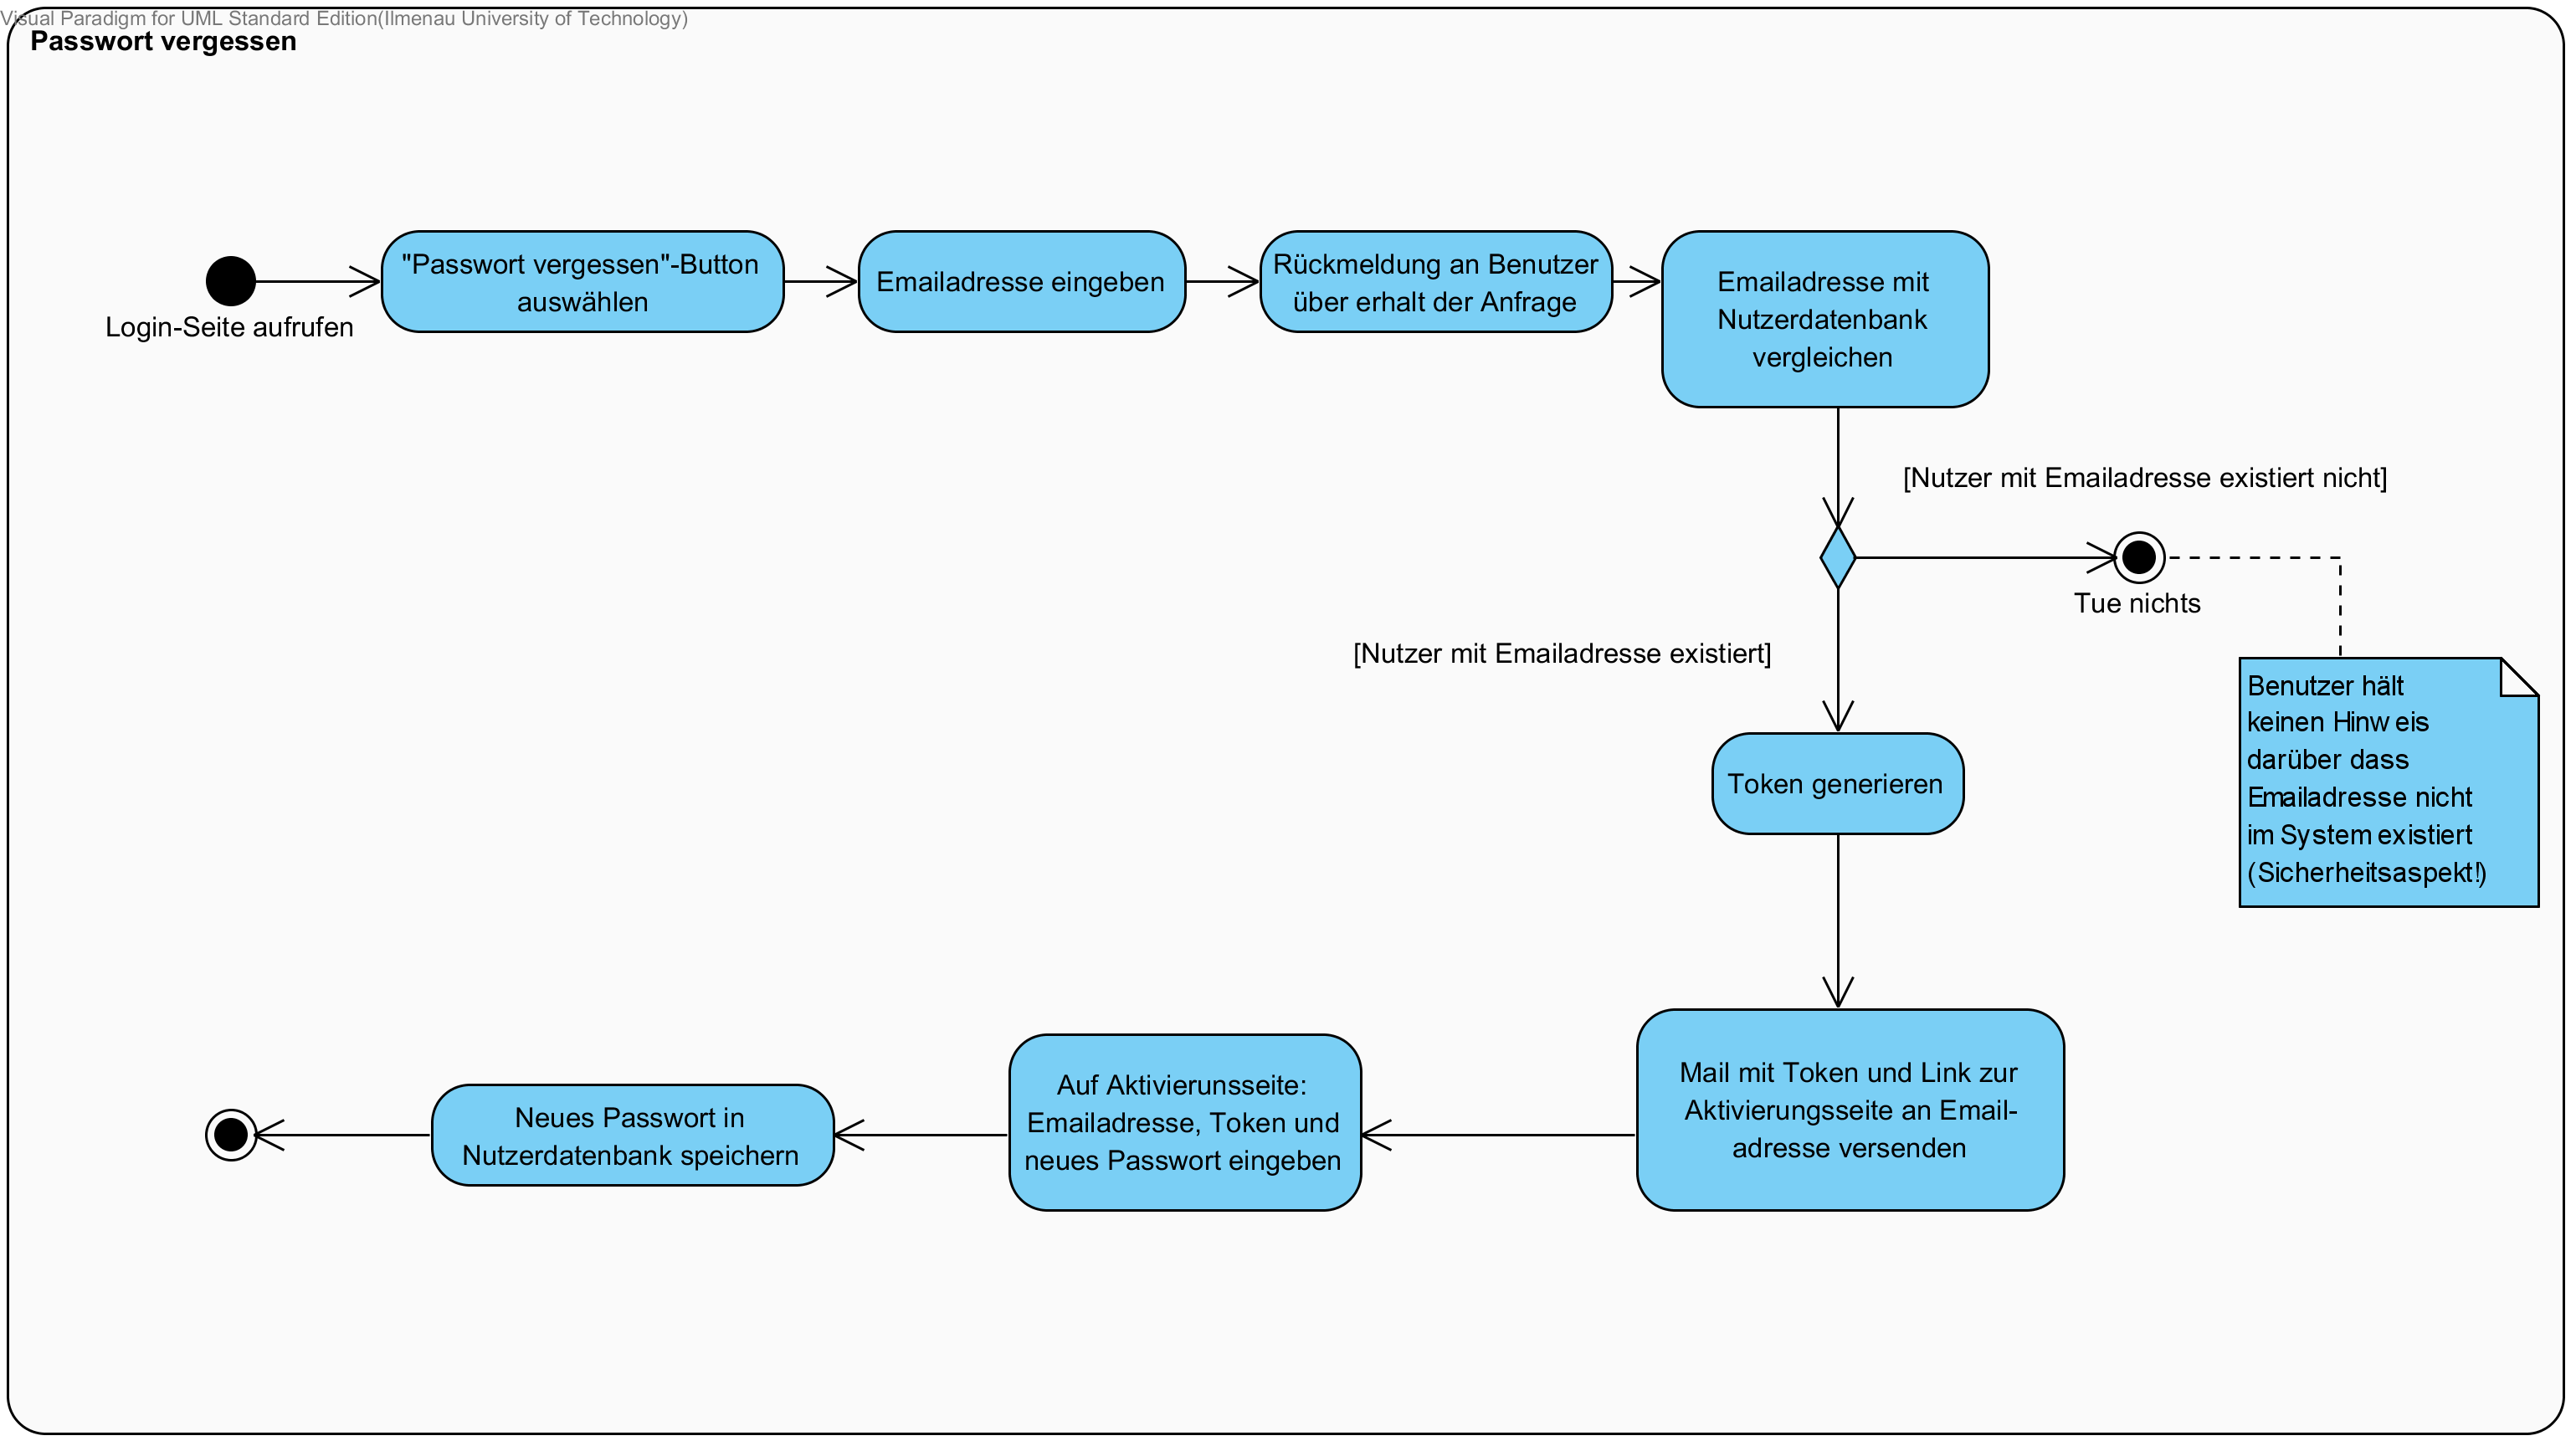 Visual Paradigm for UML Standard Edition(Ilmenau University of Technology)
Passwort vergessen
Login-Seite aufrufen
"Passwort vergessen"-Button
auswählen
Emailadresse eingeben
Rückmeldung an Benutzer
über erhalt der Anfrage
Emailadresse mit
Nutzerdatenbank
vergleichen
[Nutzer mit Emailadresse existiert nicht]
Tue nichts
Benutzer hält
keinen Hinweis
darüber dass
Emailadresse nicht
im System existiert
(Sicherheitsaspekt!)
[Nutzer mit Emailadresse existiert]
Token generieren
Mail mit Token und Link zur
Aktivierungsseite an Email-
adresse versenden
Auf Aktivierunsseite:
Emailadresse, Token und
neues Passwort eingeben
Neues Passwort in
Nutzerdatenbank speichern